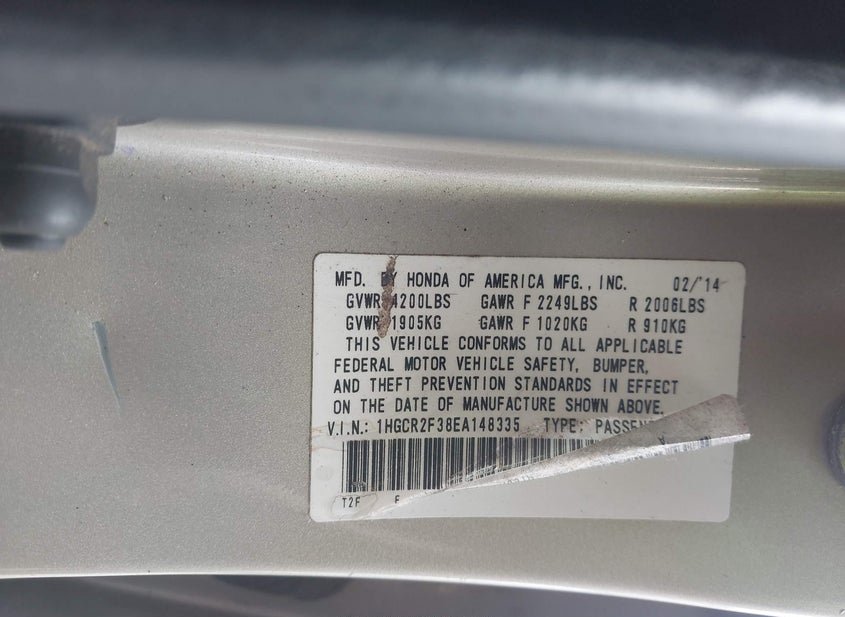 MFD. BY HONDA OF AMERICA MFG., INC. 02/'14
GVWR 4200LBS GAWR F 2249LBS R 2006LBS
GVWR 1905KG GAWR F 1020KG R 910KG
THIS VEHICLE CONFORMS TO ALL APPLICABLE
FEDERAL MOTOR VEHICLE SAFETY, BUMPER,
AND THEFT PREVENTION STANDARDS IN EFFECT
ON THE DATE OF MANUFACTURE SHOWN ABOVE.
V.I.N.: 1HGCR2F38EA148335 TYPE: PASSEN
T2F